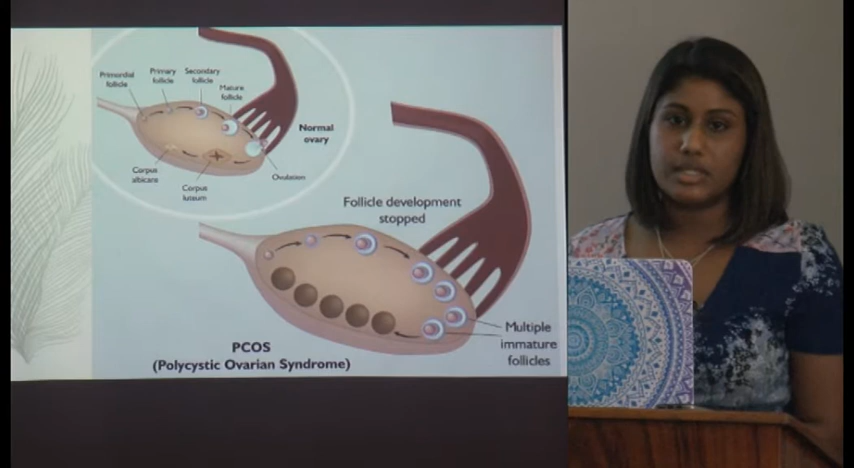 Primordial
follicle
Primary
follicle
Secondary
follicle
Mature
follicle
Normal
ovary
Corpus
albicans
Corpus
luteum
Ovulation
Follicle development
stopped
Multiple
immature
follicles
PCOS
(Polycystic Ovarian Syndrome)